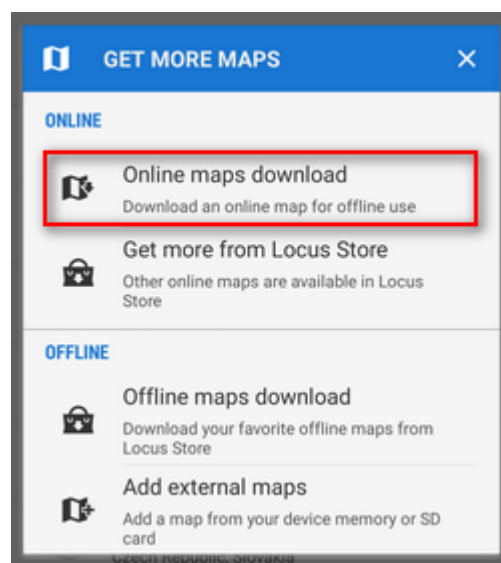 GET MORE MAPS
ONLINE
Online maps download
Download an online map for offline use
Get more from Locus Store
Other online maps are available in Locus
Store
OFFLINE
Offline maps download
Download your favorite offline maps from
Locus Store
Add external maps
Add a map from your device memory or SD
card
Czech Republic, Slovakia